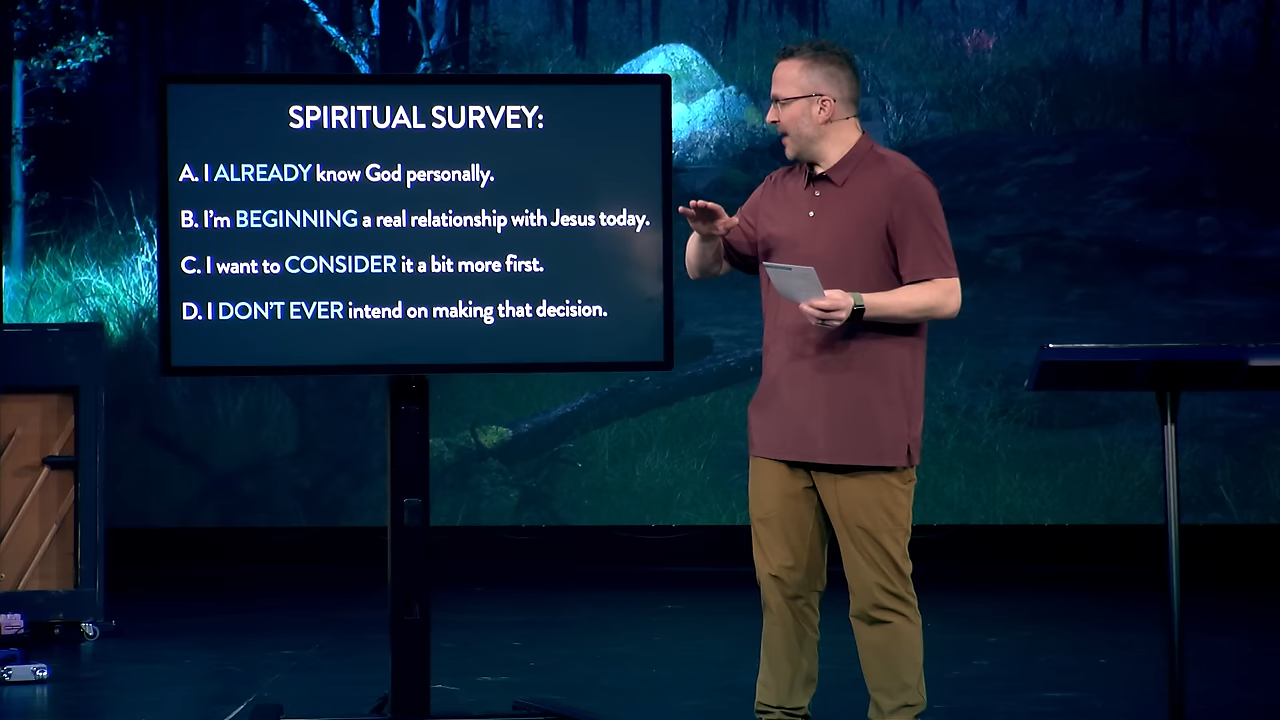 SPIRITUAL SURVEY:
A. I ALREADY know God personally.
B. I'm BEGINNING a real relationship with Jesus today.
C. I want to CONSIDER it a bit more first.
D. I DON'T EVER intend on making that decision.